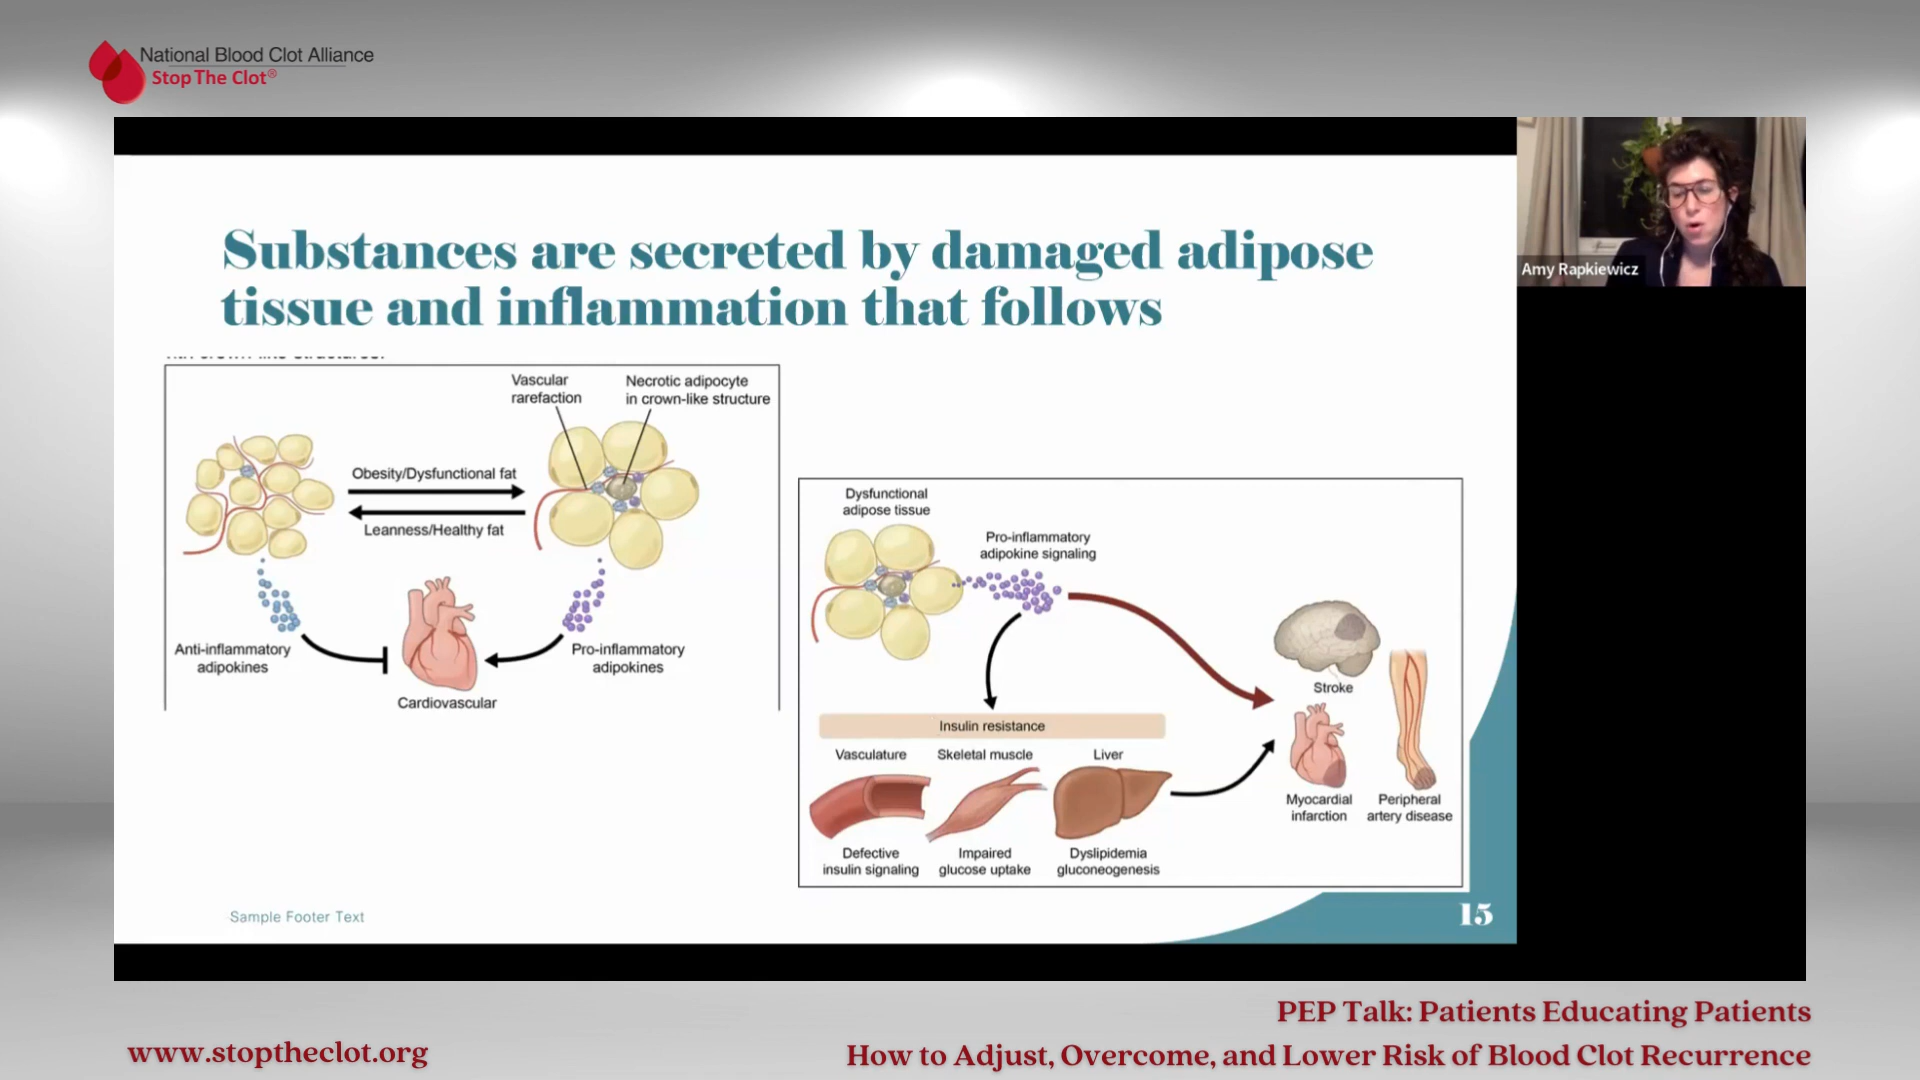 National Blood Clot Alliance
Stop The Clot®
Amy Rapkiewicz
Substances are secreted by damaged adipose
tissue and inflammation that follows
Vascular
rarefaction
Necrotic adipocyte
in crown-like structure
Obesity/Dysfunctional fat
Leanness/Healthy fat
Anti-inflammatory
adipokines
Pro-inflammatory
adipokines
Cardiovascular
Dysfunctional
adipose tissue
Pro-inflammatory
adipokine signaling
Insulin resistance
Vasculature
Skeletal muscle
Liver
Defective
insulin signaling
Impaired
glucose uptake
Dyslipidemia
gluconeogenesis
Stroke
Myocardial
infarction
Peripheral
artery disease
Sample Footer Text
15
PEP Talk: Patients Educating Patients
www.stoptheclot.org
How to Adjust, Overcome, and Lower Risk of Blood Clot Recurrence